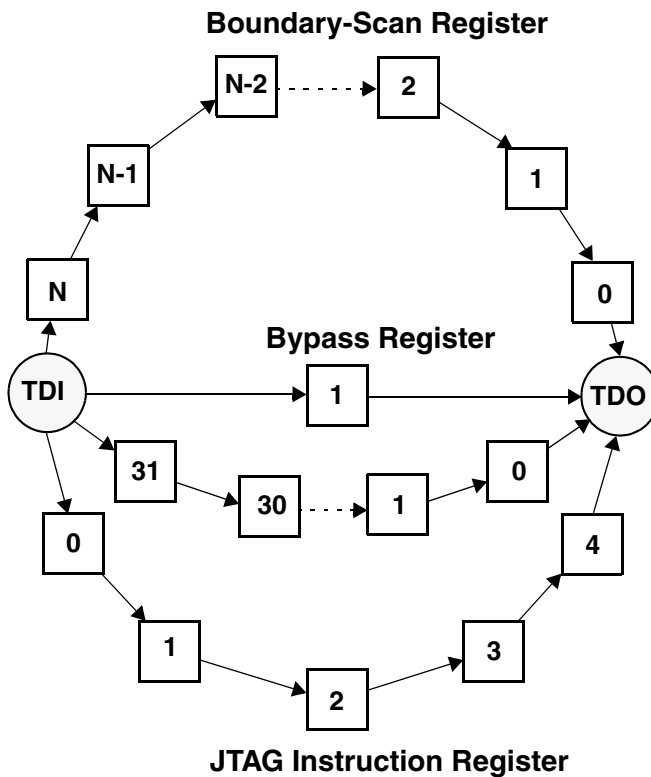 Boundary-Scan Register
N-2
2
N-1
1
N
0
Bypass Register
TDI
1
TDO
31
30
1
0
0
4
1
3
2
JTAG Instruction Register